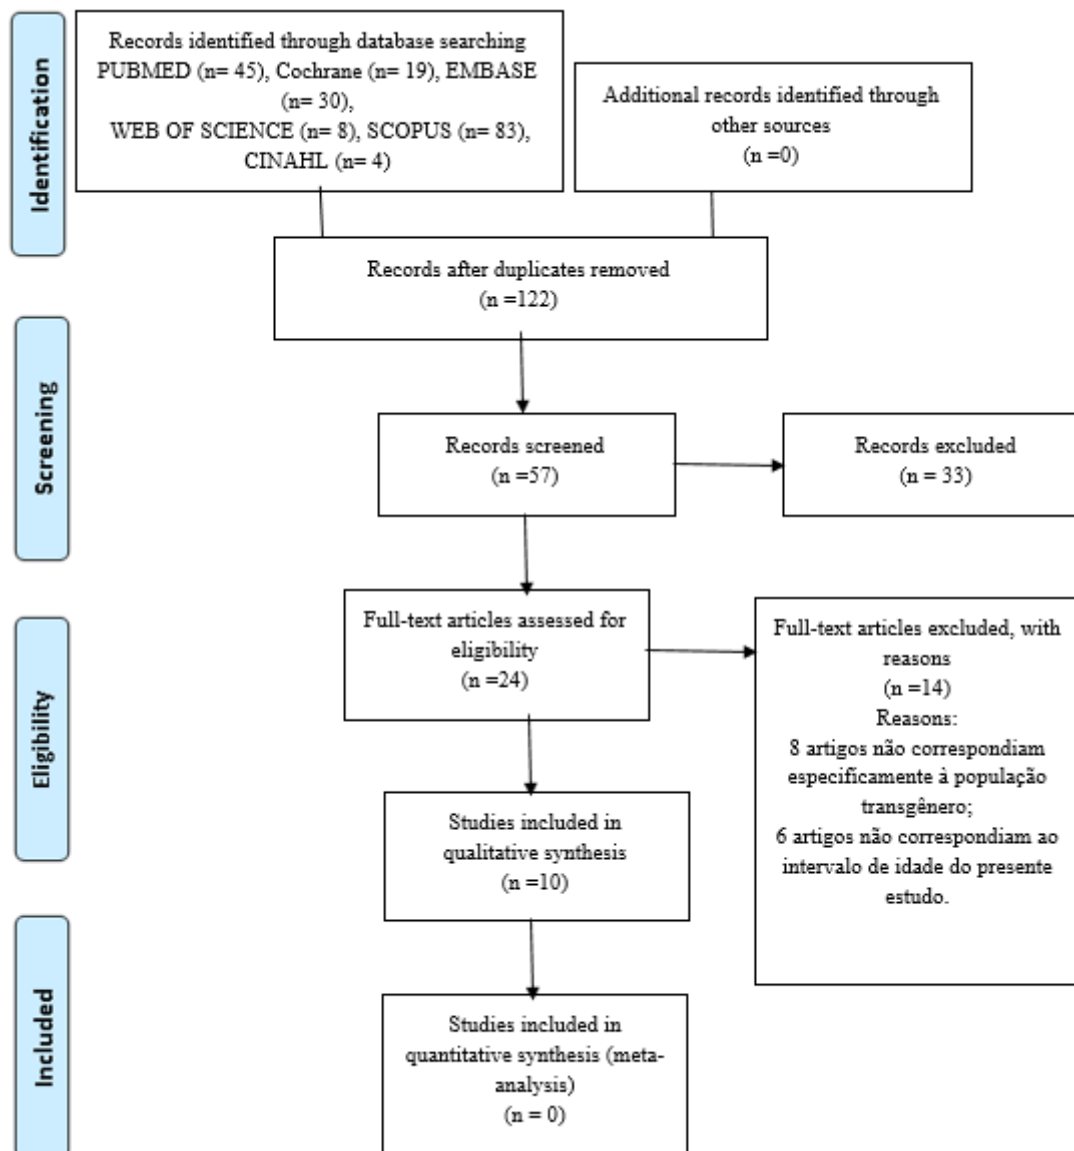 Identification
Records identified through database searching
PUBMED (n= 45), Cochrane (n= 19), EMBASE
(n= 30),
WEB OF SCIENCE (n= 8), SCOPUS (n= 83),
CINAHL (n= 4)
Additional records identified through
other sources
(n =0)
Records after duplicates removed
(n =122)
Screening
Records screened
(n =57)
Records excluded
(n = 33)
Eligibility
Full-text articles assessed for
eligibility
(n =24)
Full-text articles excluded, with
reasons
(n =14)
Reasons:
8 artigos não correspondiam
especificamente à população
transgênero;
6 artigos não correspondiam ao
intervalo de idade do presente
estudo.
Studies included in
qualitative synthesis
(n =10)
Included
Studies included in
quantitative synthesis (meta-
analysis)
(n = 0)